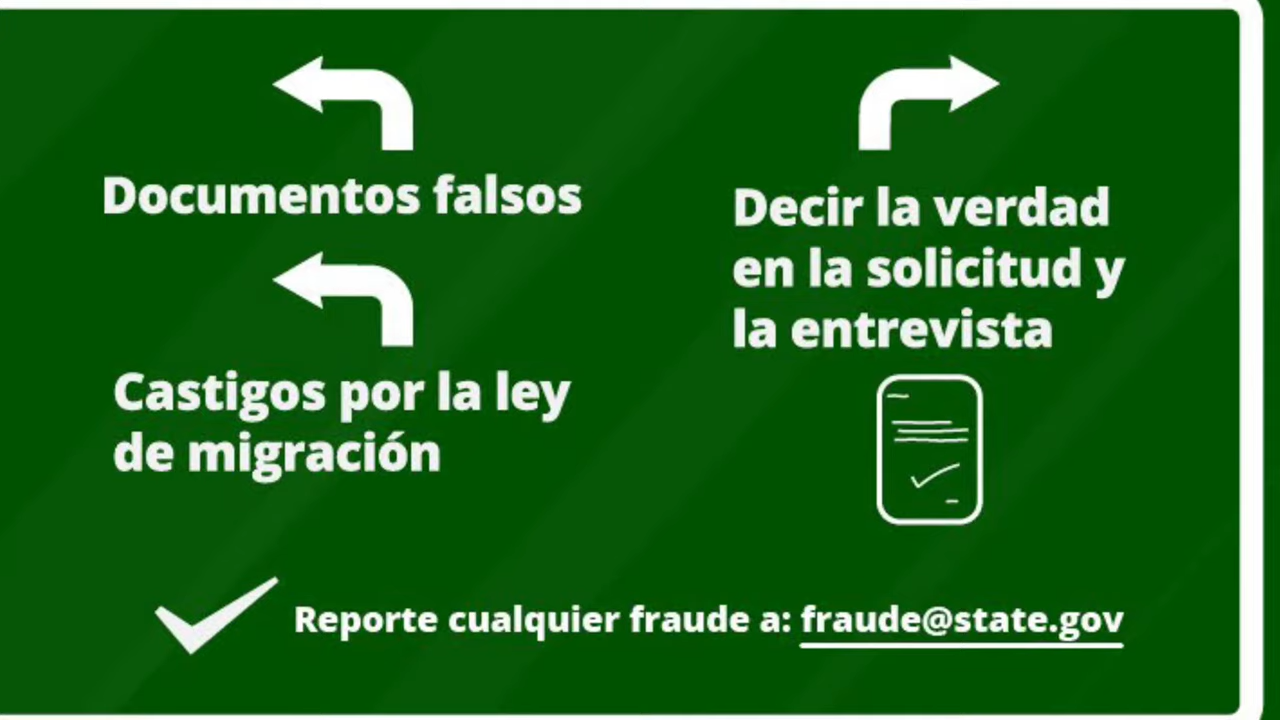 Documentos falsos
Castigos por la ley
de migración
Decir la verdad
en la solicitud y
la entrevista
Reporte cualquier fraude a: fraude@state.gov